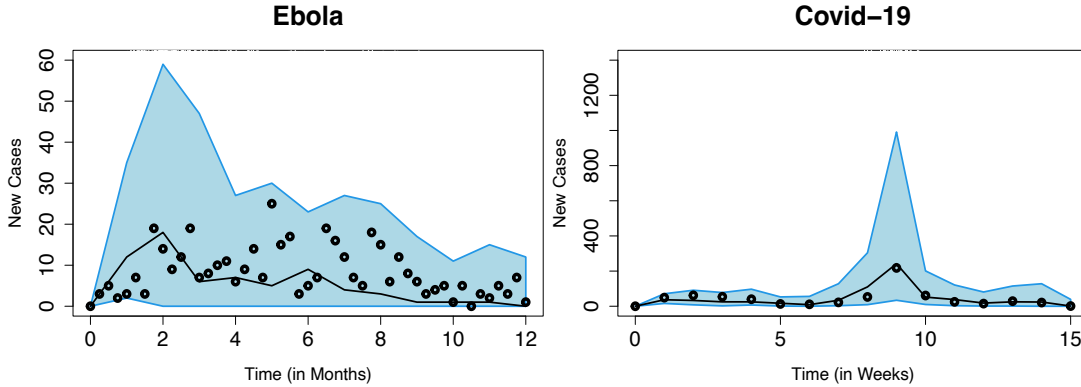 Ebola
New Cases
60
50
40
30
20
10
0
0 2 4 6 8 10 12
Time (in Months)
Covid−19
New Cases
1200
800
400
0
0 5 10 15
Time (in Weeks)